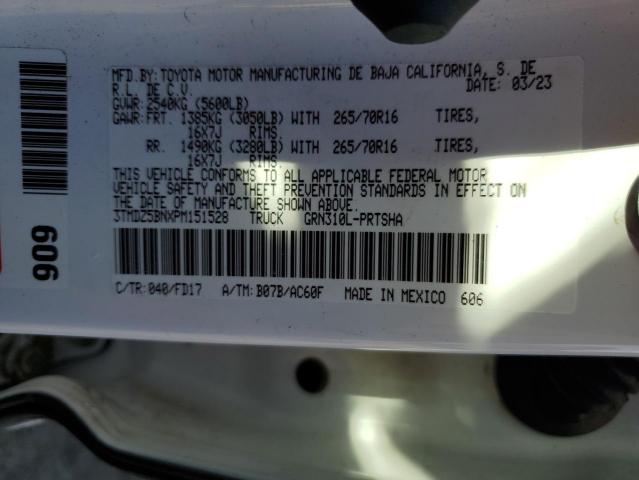 MFD.BY:TOYOTA MOTOR MANUFACTURING DE BAJA CALIFORNIA, S. DE
R.L. DE C.V. DATE: 03/23
GVWR: 2540KG (5600LB)
GAWR: FRT. 1385KG (3050LB) WITH 265/70R16 TIRES,
16X7J RIMS.
RR. 1490KG (3280LB) WITH 265/70R16 TIRES,
16X7J RIMS.
THIS VEHICLE CONFORMS TO ALL APPLICABLE FEDERAL MOTOR
VEHICLE SAFETY AND THEFT PREVENTION STANDARDS IN EFFECT ON
THE DATE OF MANUFACTURE SHOWN ABOVE.
3TMDZ5BNXPM151528 TRUCK GRN310L-PRTSHA
C/TR:040/FD17 A/TM: B07B/AC60F MADE IN MEXICO 606
909